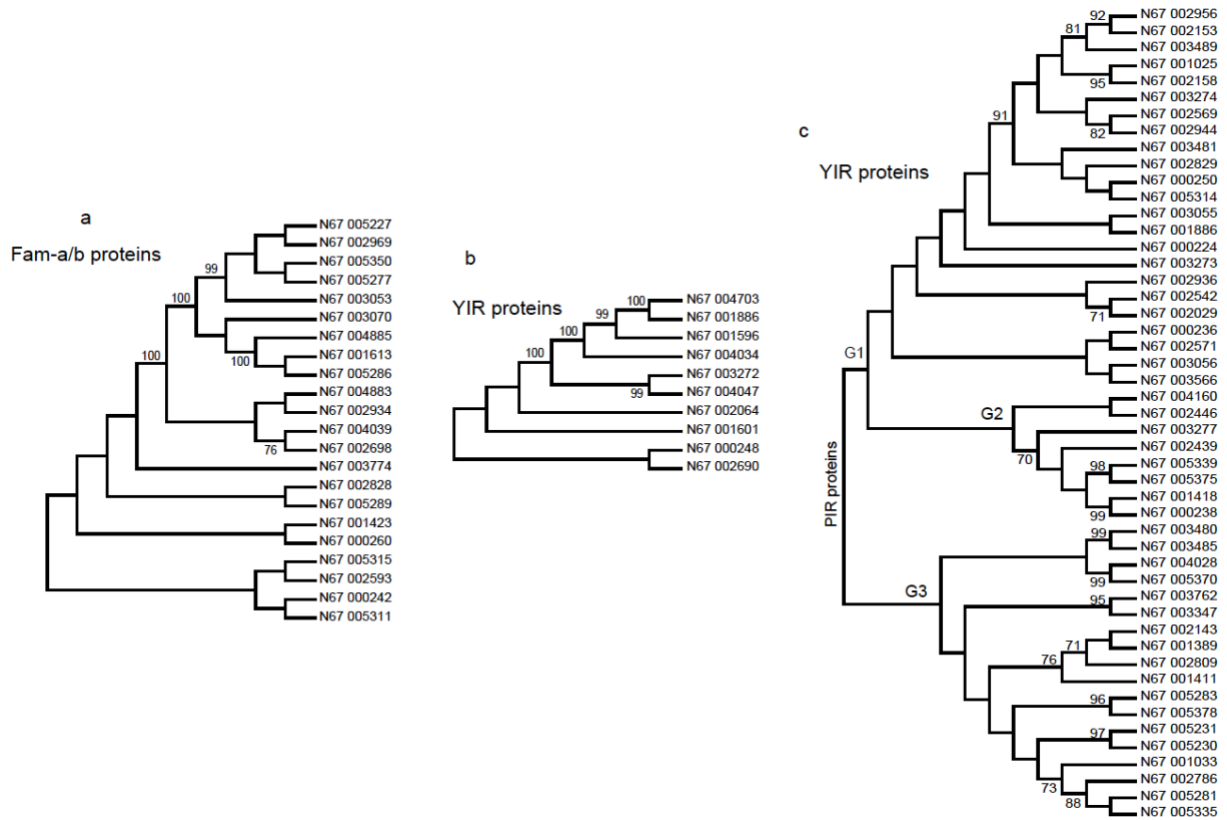 a
Fam-a/b proteins
N67 005227
N67 002969
N67 005350
N67 005277
N67 003053
N67 003070
N67 004885
N67 001613
N67 005286
N67 004883
N67 002934
N67 004039
N67 002698
N67 003774
N67 002828
N67 005289
N67 001423
N67 000260
N67 005315
N67 002593
N67 000242
N67 005311
99
100
100
100
76
b
YIR proteins
N67 004703
N67 001886
N67 001596
N67 004034
N67 003272
N67 004047
N67 002064
N67 001601
N67 000248
N67 002690
100
99
100
100
99
c
YIR proteins
PIR proteins
G1
G2
G3
N67 002956
N67 002153
N67 003489
N67 001025
N67 002158
N67 003274
N67 002569
N67 002944
N67 003481
N67 002829
N67 000250
N67 005314
N67 003055
N67 001886
N67 000224
N67 003273
N67 002936
N67 002542
N67 002029
N67 000236
N67 002571
N67 003056
N67 003566
N67 004160
N67 002446
N67 003277
N67 002439
N67 005339
N67 005375
N67 001418
N67 000238
N67 003480
N67 003485
N67 004028
N67 005370
N67 003762
N67 003347
N67 002143
N67 001389
N67 002809
N67 001411
N67 005283
N67 005378
N67 005231
N67 005230
N67 001033
N67 002786
N67 005281
N67 005335
92
81
95
91
82
71
70
98
99
99
99
95
71
76
96
97
73
88